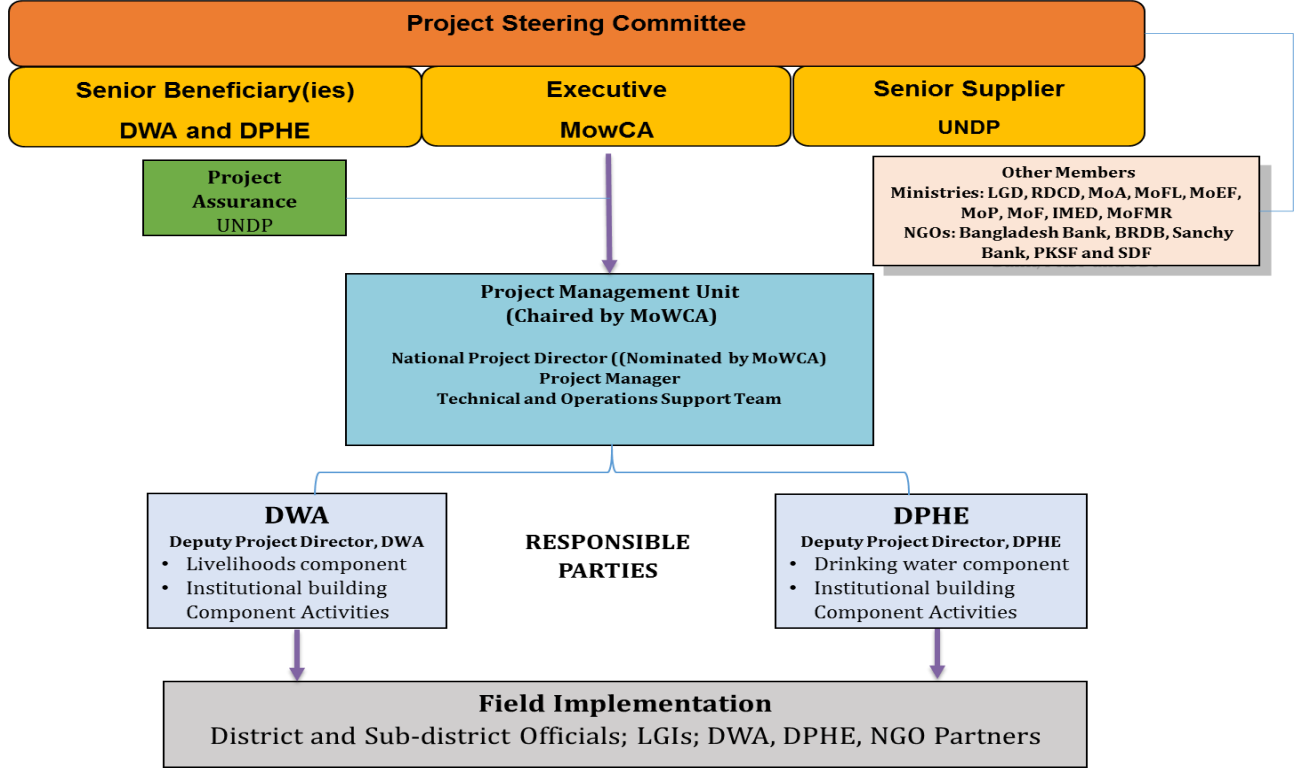 Project Steering Committee
Senior Beneficiary(ies)
DWA and DPHE
Executive
MowCA
Senior Supplier
UNDP
Project
Assurance
UNDP
Other Members
Ministries: LGD, RDCD, MoA, MoFL, MoEF,
MoP, MoF, IMED, MoFMR
NGOs: Bangladesh Bank, BRDB, Sanchy
Bank, PKSF and SDF
Project Management Unit
(Chaired by MoWCA)
National Project Director ((Nominated by MoWCA)
Project Manager
Technical and Operations Support Team
DWA
Deputy Project Director, DWA
• Livelihoods component
• Institutional building
Component Activities
RESPONSIBLE
PARTIES
DPHE
Deputy Project Director, DPHE
• Drinking water component
• Institutional building
Component Activities
Field Implementation
District and Sub-district Officials; LGIs; DWA, DPHE, NGO Partners